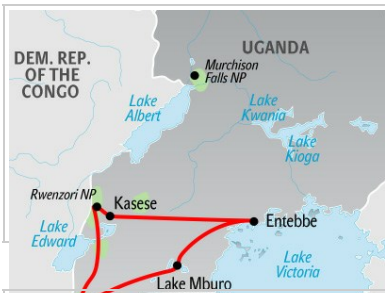 DEM. REP.
OF THE
CONGO
UGANDA
Murchison
Falls NP
Lake
Albert
Lake
Kwania
Lake
Kioga
Rwenzori NP
Kasese
Lake
Edward
Entebbe
Lake
Victoria
Lake Mburo